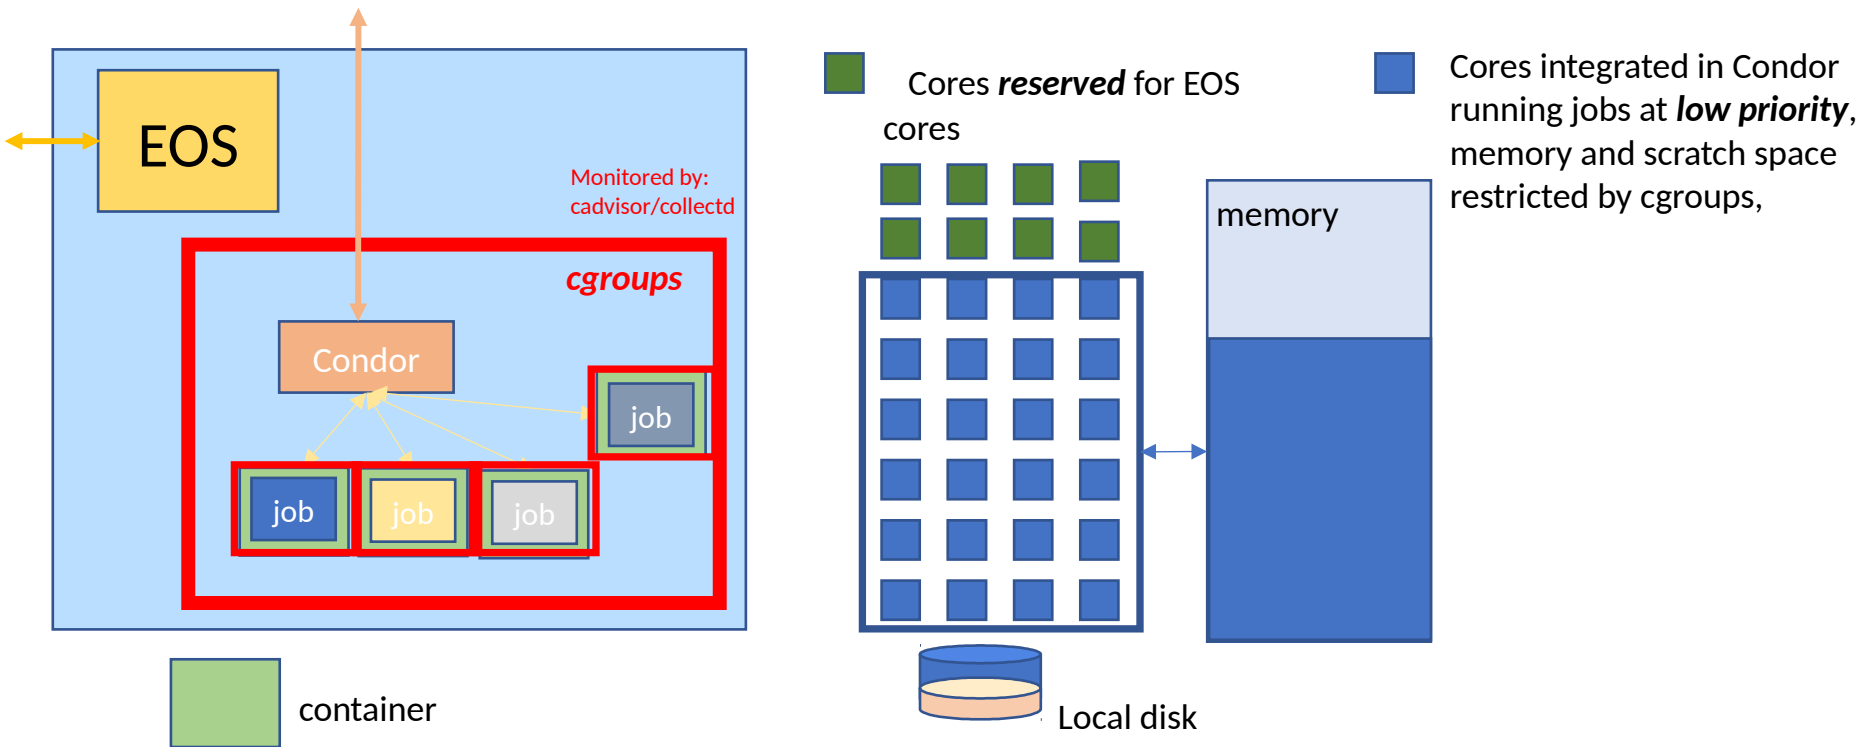 EOS
Monitored by:
cadvisor/collectd
cgroups
Condor
job
job
job
job
container
Cores reserved for EOS
cores
memory
Local disk
Cores integrated in Condor
running jobs at low priority,
memory and scratch space
restricted by cgroups,